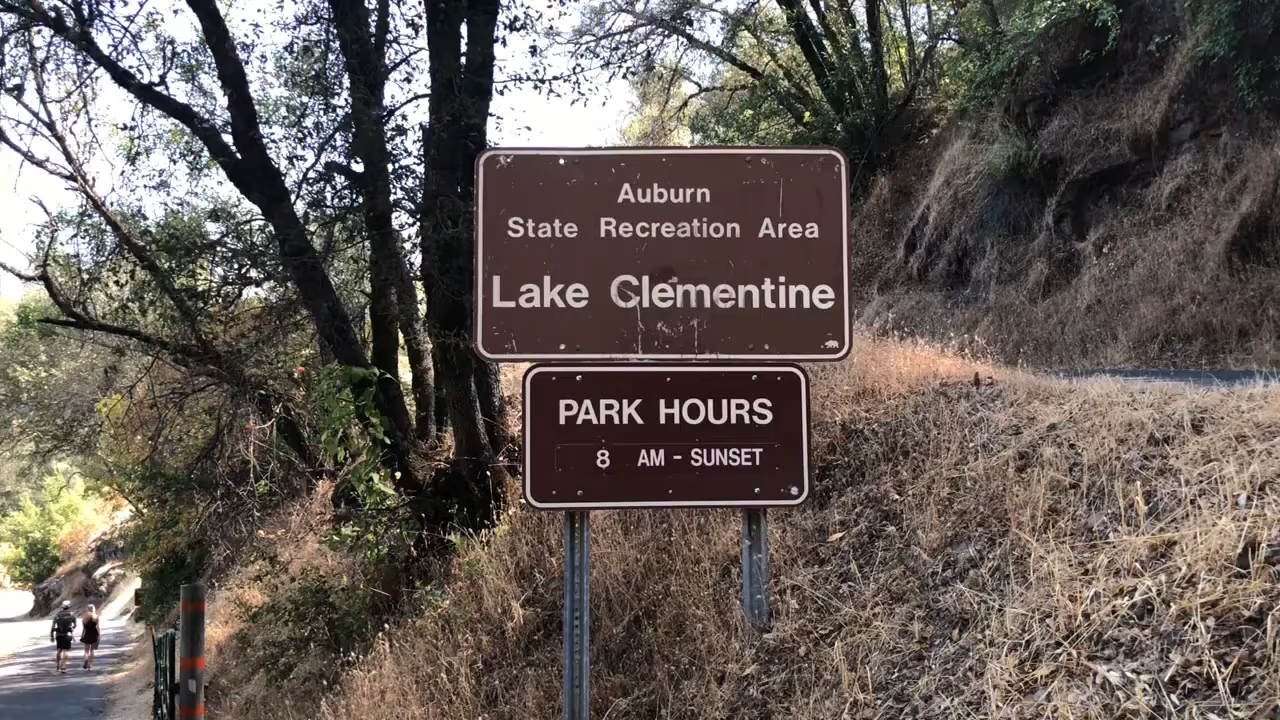 Auburn
State Recreation Area
Lake Clementine
PARK HOURS
8 AM - SUNSET